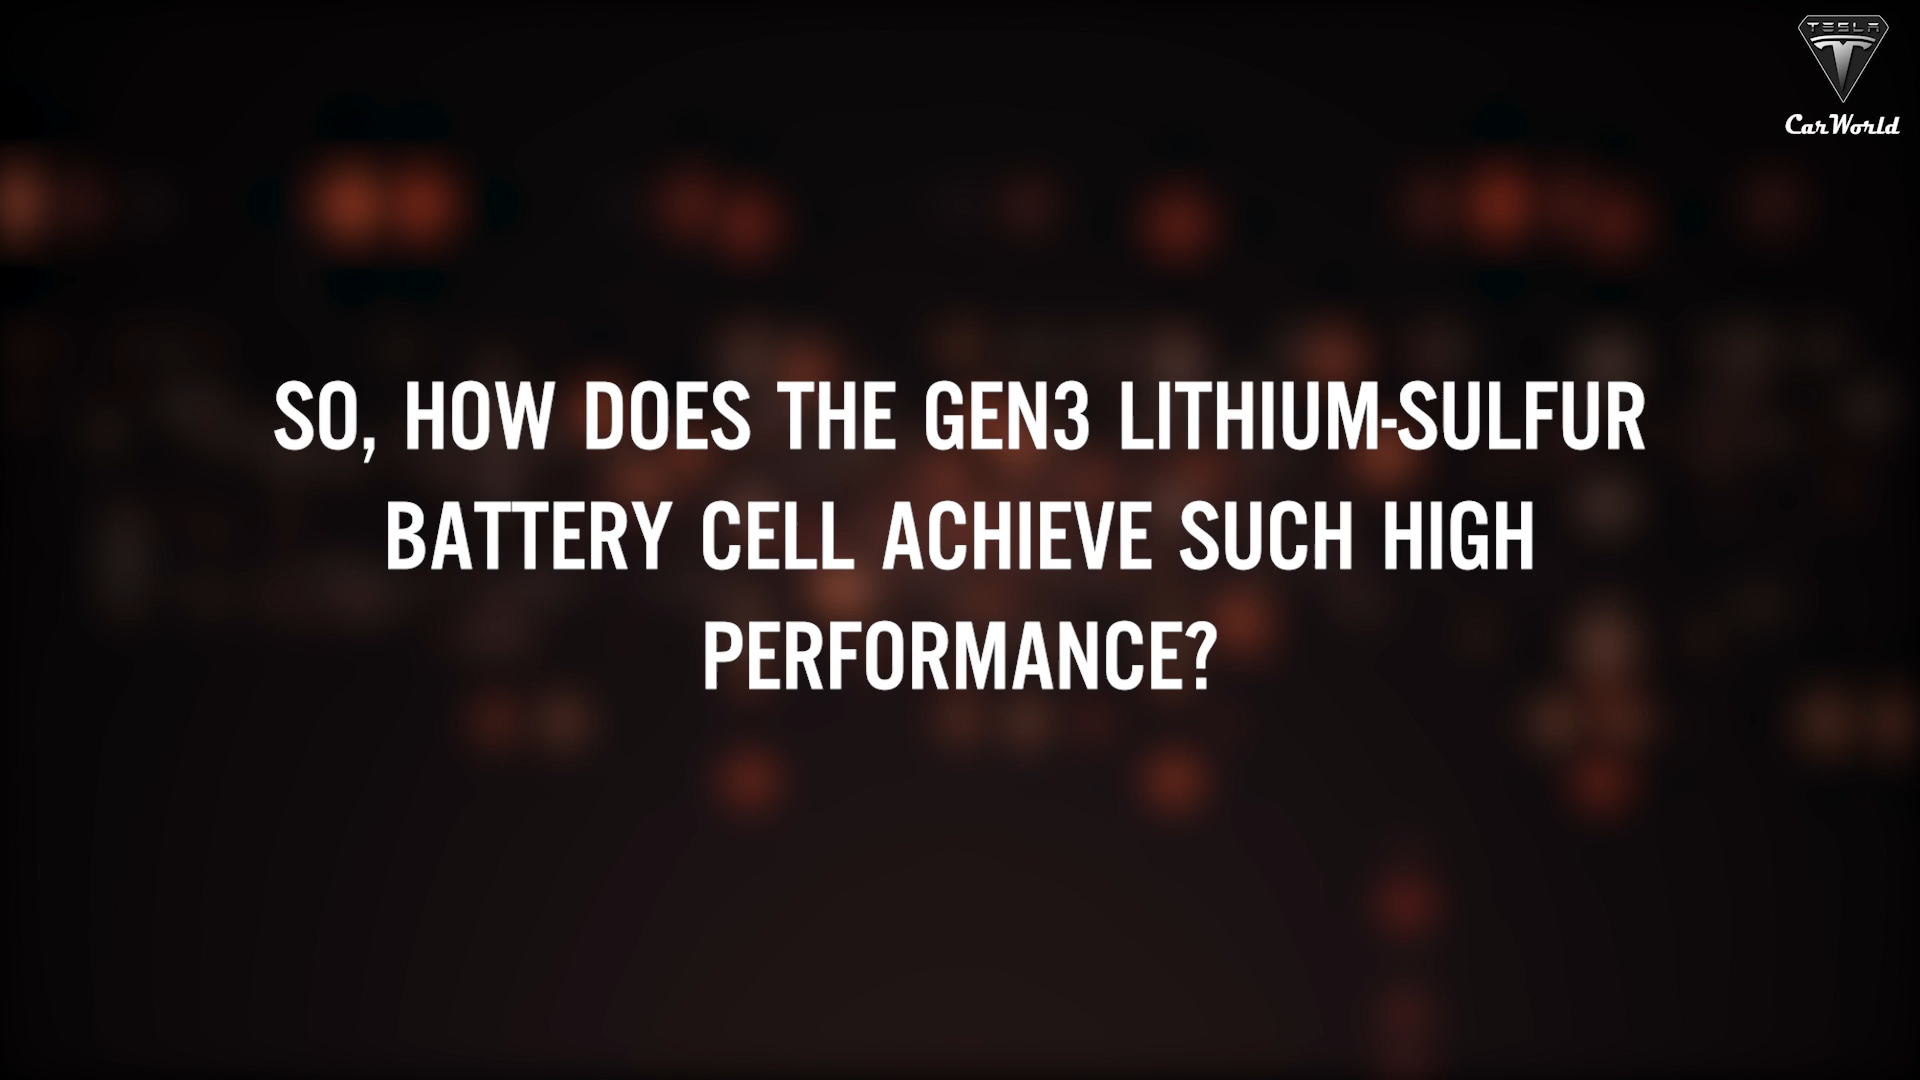 TESLA
CarWorld
SO, HOW DOES THE GEN3 LITHIUM-SULFUR
BATTERY CELL ACHIEVE SUCH HIGH
PERFORMANCE?